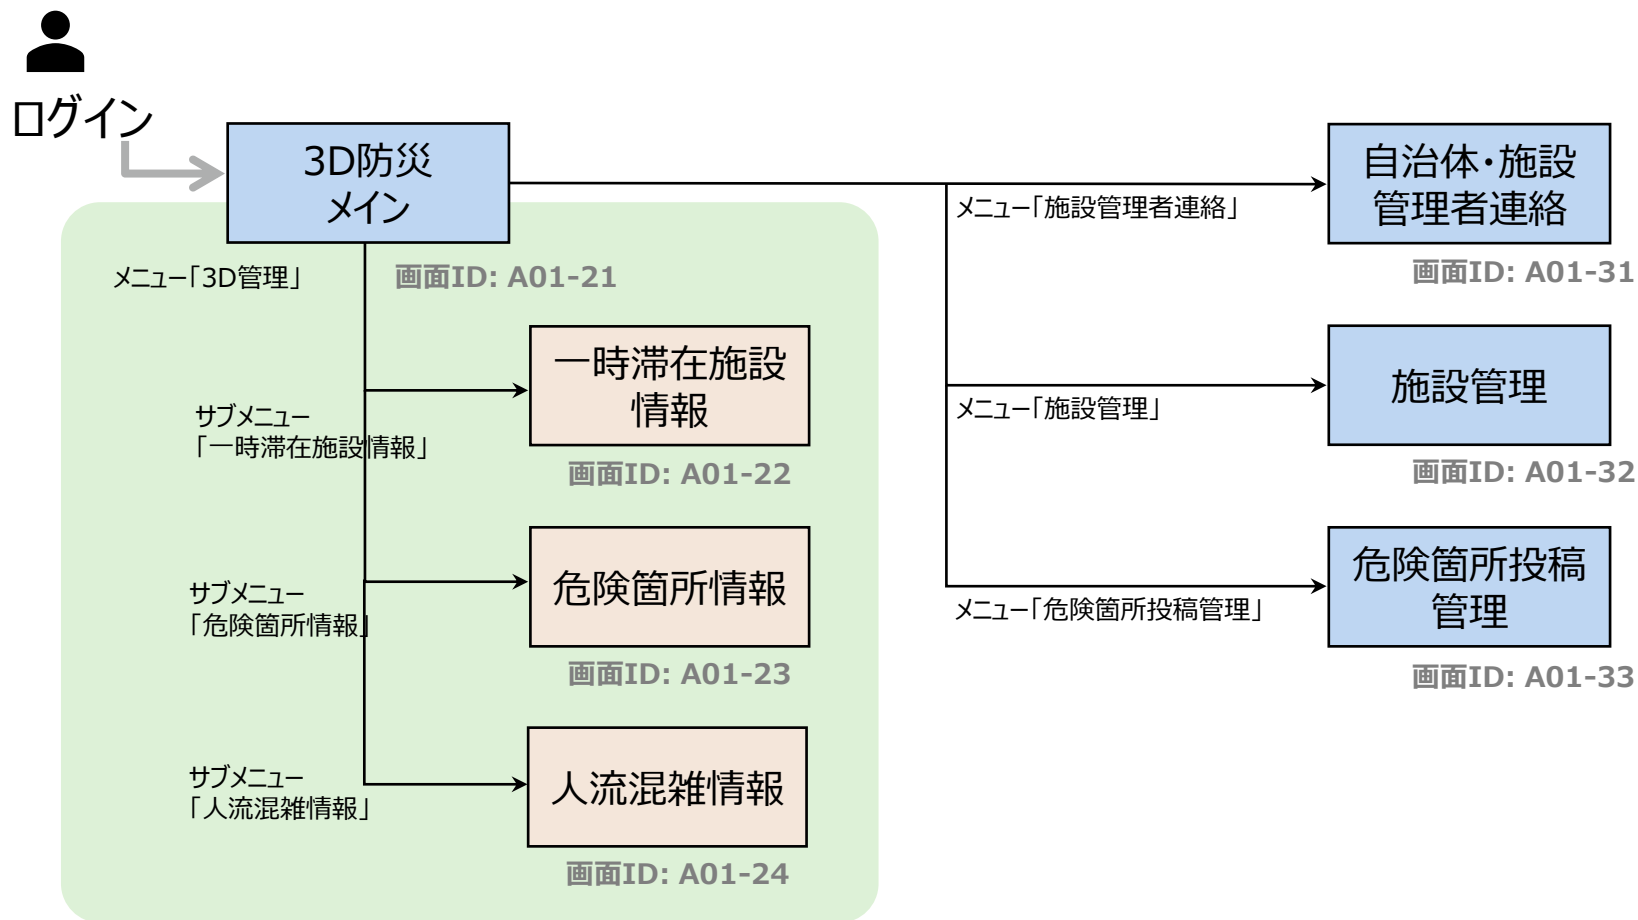 ログイン
3D防災
メイン
メニュー「3D管理」
画面ID: A01-21
一時滞在施設
情報
サブメニュー
「一時滞在施設情報」
画面ID: A01-22
危険箇所情報
サブメニュー
「危険箇所情報」
画面ID: A01-23
人流混雑情報
サブメニュー
「人流混雑情報」
画面ID: A01-24
自治体・施設
管理者連絡
メニュー「施設管理者連絡」
画面ID: A01-31
施設管理
メニュー「施設管理」
画面ID: A01-32
危険箇所投稿
管理
メニュー「危険箇所投稿管理」
画面ID: A01-33